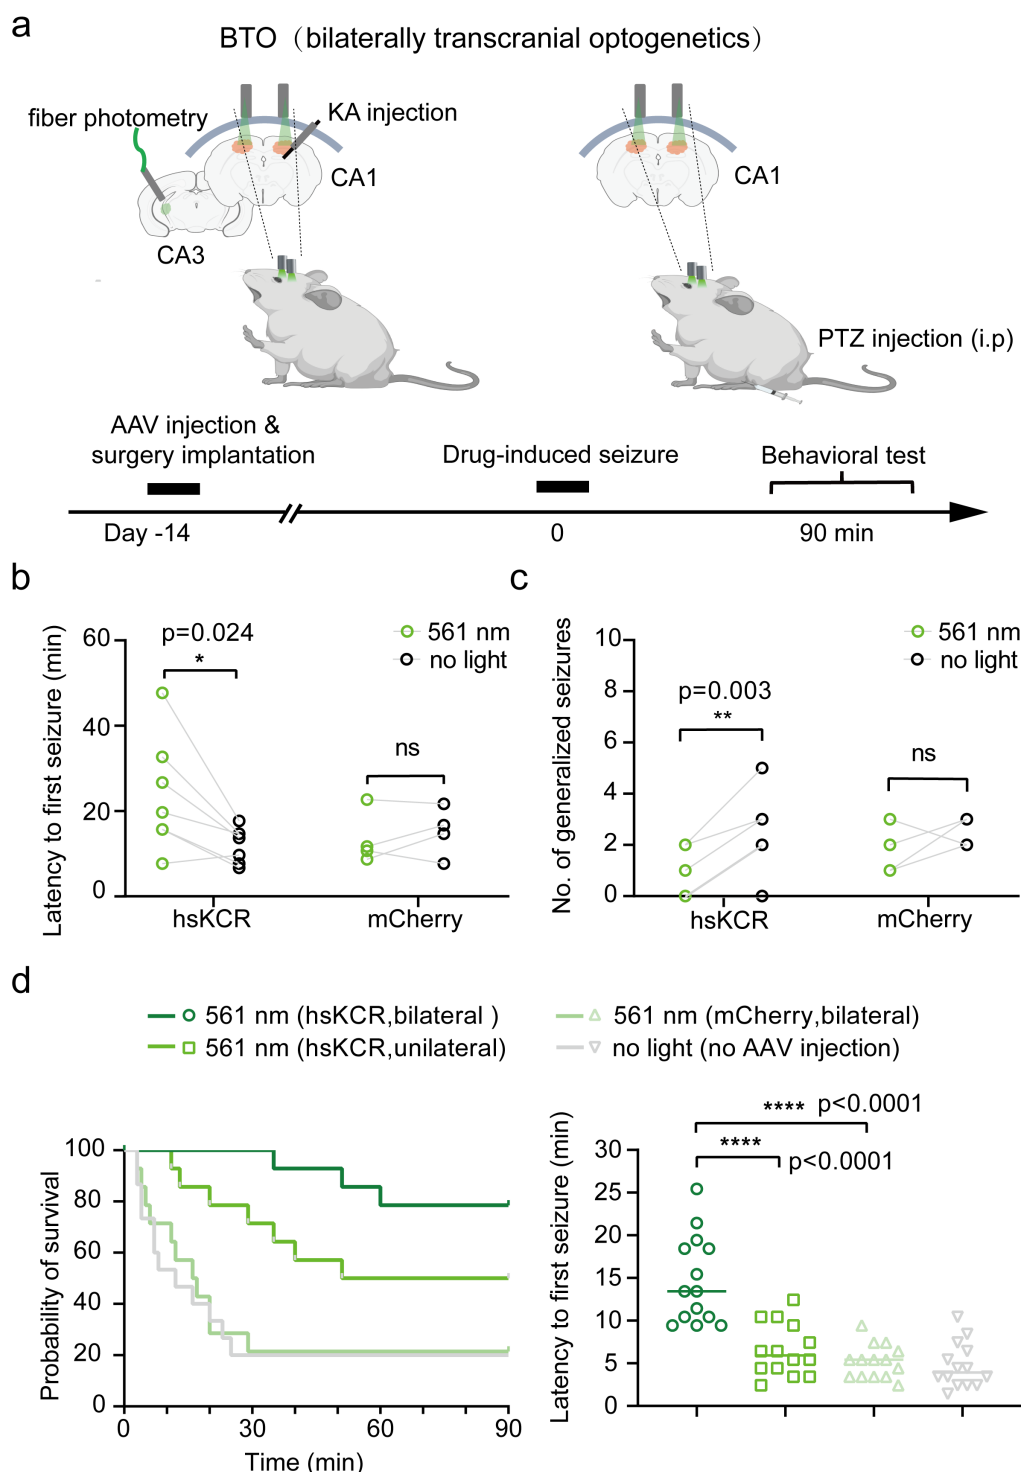 a
BTO（bilaterally transcranial optogenetics）
fiber photometry
KA injection
CA1
CA3
CA1
PTZ injection (i.p)
AAV injection &
surgery implantation
Drug-induced seizure
Behavioral test
Day -14
0
90 min
b
Latency to first seizure (min)
60
40
20
0
p=0.024
*
ns
561 nm
no light
hsKCR
mCherry
c
No. of generalized seizures
10
8
6
4
2
0
p=0.003
**
ns
561 nm
no light
hsKCR
mCherry
d
561 nm (hsKCR,bilateral )
561 nm (hsKCR,unilateral)
561 nm (mCherry,bilateral)
no light (no AAV injection)
Probability of survival
100
80
60
40
20
0
0
30
60
90
Time (min)
Latency to first seizure (min)
30
25
20
15
10
5
0
**** p<0.0001
**** p<0.0001